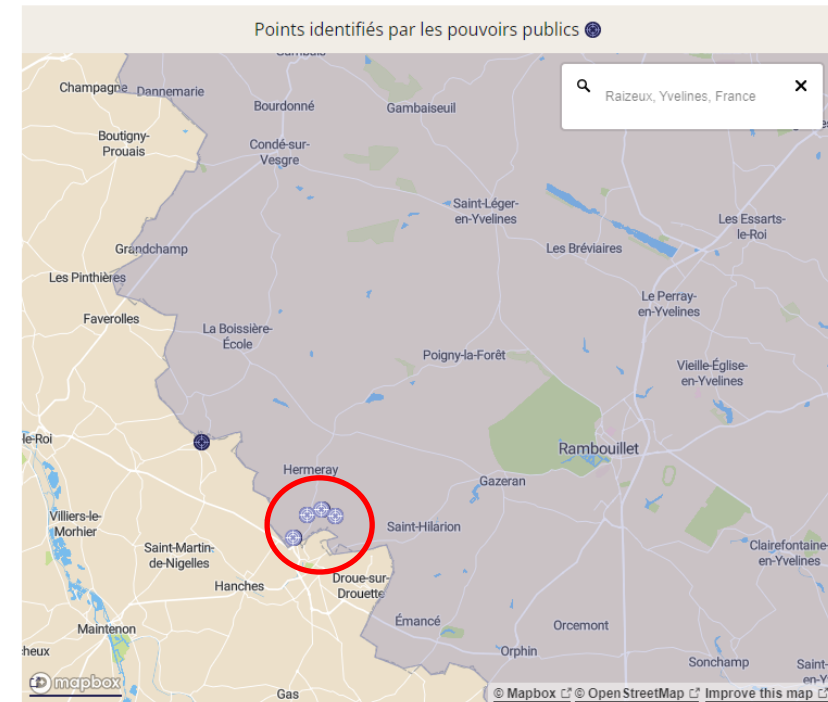 Points identifiés par les pouvoirs publics
Raizeux, Yvelines, France
Champagne
Dannemarie
Bourdonné
Gambaiseuil
Boutigny-
Prouais
Condé-sur-
Vesgre
Saint-Léger-
en-Yvelines
Les Essarts-
le-Roi
Grandchamp
Les Bréviaires
Les Pinthières
Le Perray-
en-Yvelines
Faverolles
La Boissière-
École
Poigny-la-Forêt
Vieille-Église-
en-Yvelines
le-Roi
Rambouillet
Hermeray
Gazeran
Villiers-le-
Morhier
Saint-Hilarion
Saint-Martin-
de-Nigelles
Clairefontaine-
en-Yvelines
Hanches
Droue-sur-
Drouette
Maintenon
Émancé
Orcemont
heux
Orphin
Sonchamp
Saint-
en-Y
mapbox
Gas
© Mapbox © OpenStreetMap Improve this map